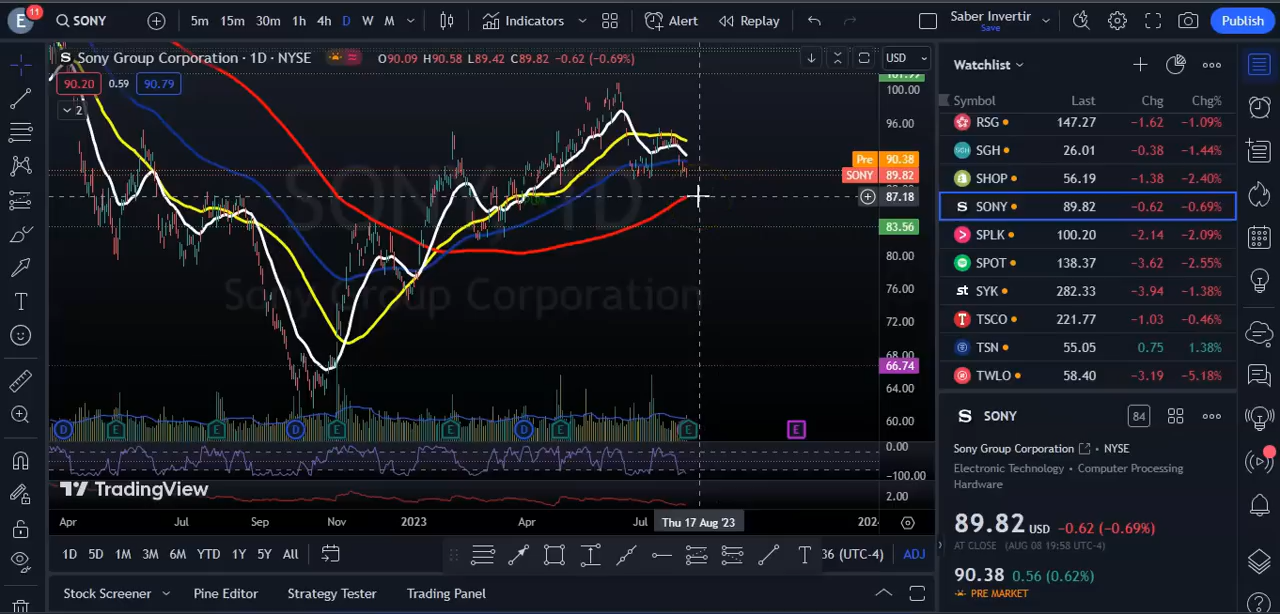 E 11 SONY 5m 15m 30m 1h 4h D W M Indicators Alert Replay Saber Invertir Save Publish
S Sony Group Corporation · 1D · NYSE O90.09 H90.58 L89.42 C89.82 −0.62 (−0.69%) USD
90.20 0.59 90.79
2
SONY, 1D
Sony Group Corporation
100.00
96.00
Pre 90.38
SONY 89.82
87.18
83.56
80.00
76.00
72.00
68.00
66.74
64.00
60.00
D E E D E E D E E E
0.00
−100.00
2.00
TradingView
Apr Jul Sep Nov 2023 Apr Jul Thu 17 Aug '23 202
1D 5D 1M 3M 6M YTD 1Y 5Y All 36 (UTC-4) ADJ
T
Stock Screener Pine Editor Strategy Tester Trading Panel
Watchlist
Symbol Last Chg Chg%
RSG 147.27 −1.62 −1.09%
SGH 26.01 −0.38 −1.44%
SHOP 56.19 −1.38 −2.40%
S SONY 89.82 −0.62 −0.69%
SPLK 100.20 −2.14 −2.09%
SPOT 138.37 −3.62 −2.55%
st SYK 282.33 −3.94 −1.38%
TSCO 221.77 −1.03 −0.46%
TSN 55.05 0.75 1.38%
TWLO 58.40 −3.19 −5.18%
S SONY 84
Sony Group Corporation • NYSE
Electronic Technology • Computer Processing
Hardware
89.82 USD −0.62 (−0.69%)
AT CLOSE (AUG 08 19:58 UTC-4)
90.38 0.56 (0.62%)
PRE MARKET